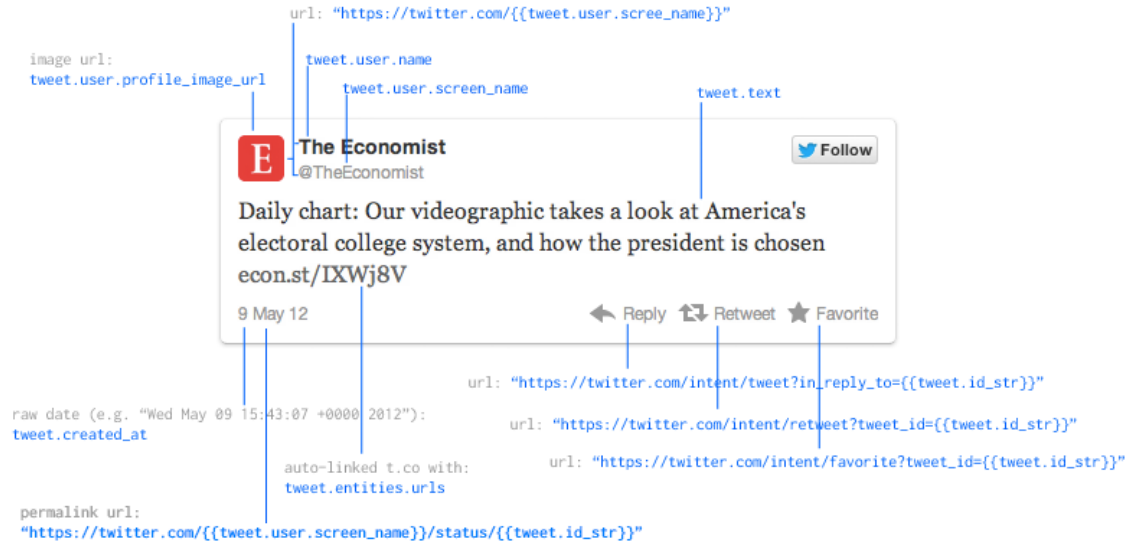 url: “https://twitter.com/{{tweet.user.scree_name}}”
image url:
tweet.user.profile_image_url
tweet.user.name
tweet.user.screen_name
tweet.text
E
The Economist
@TheEconomist
Follow
Daily chart: Our videographic takes a look at America's
electoral college system, and how the president is chosen
econ.st/IXWj8V
9 May 12
Reply
Retweet
Favorite
url: “https://twitter.com/intent/tweet?in_reply_to={{tweet.id_str}}”
raw date (e.g. “Wed May 09 15:43:07 +0000 2012”):
tweet.created_at
url: “https://twitter.com/intent/retweet?tweet_id={{tweet.id_str}}”
auto-linked t.co with:
tweet.entities.urls
url: “https://twitter.com/intent/favorite?tweet_id={{tweet.id_str}}”
permalink url:
“https://twitter.com/{{tweet.user.screen_name}}/status/{{tweet.id_str}}”